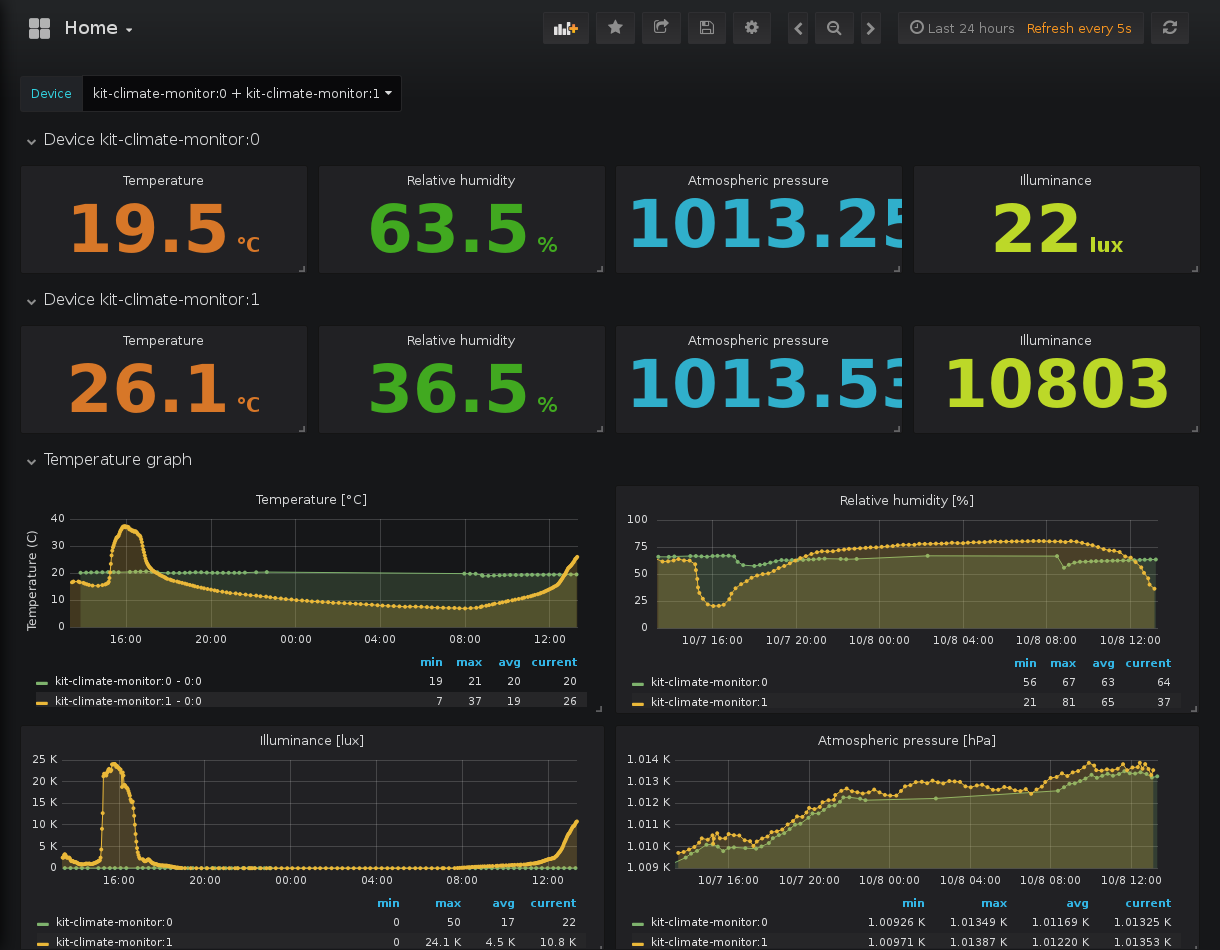 Home
Last 24 hours Refresh every 5s
Device kit-climate-monitor:0 + kit-climate-monitor:1
Device kit-climate-monitor:0
Temperature Relative humidity Atmospheric pressure Illuminance
19.5 °C 63.5 % 1013.25 22 lux
Device kit-climate-monitor:1
Temperature Relative humidity Atmospheric pressure Illuminance
26.1 °C 36.5 % 1013.53 10803
Temperature graph
Temperature [°C]
Temperature (C)
40
30
20
10
0
16:00 20:00 00:00 04:00 08:00 12:00
min max avg current
kit-climate-monitor:0 - 0:0 19 21 20 20
kit-climate-monitor:1 - 0:0 7 37 19 26
Relative humidity [%]
100
75
50
25
0
10/7 16:00 10/7 20:00 10/8 00:00 10/8 04:00 10/8 08:00 10/8 12:00
min max avg current
kit-climate-monitor:0 56 67 63 64
kit-climate-monitor:1 21 81 65 37
Illuminance [lux]
25 K
20 K
15 K
10 K
5 K
0
16:00 20:00 00:00 04:00 08:00 12:00
min max avg current
kit-climate-monitor:0 0 50 17 22
kit-climate-monitor:1 0 24.1 K 4.5 K 10.8 K
Atmospheric pressure [hPa]
1.014 K
1.013 K
1.012 K
1.011 K
1.010 K
1.009 K
10/7 16:00 10/7 20:00 10/8 00:00 10/8 04:00 10/8 08:00 10/8 12:00
min max avg current
kit-climate-monitor:0 1.00926 K 1.01349 K 1.01169 K 1.01325 K
kit-climate-monitor:1 1.00971 K 1.01387 K 1.01220 K 1.01353 K